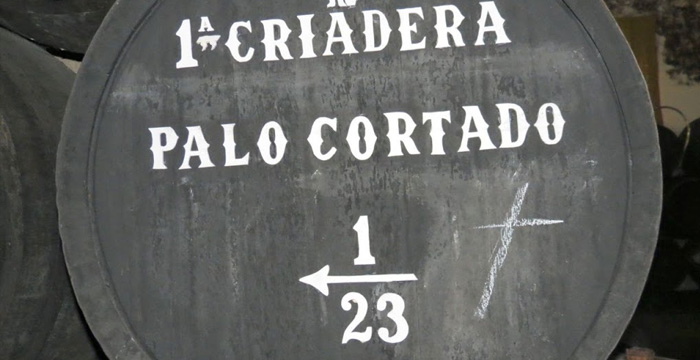 1ª CRIADERA
PALO CORTADO
1
23